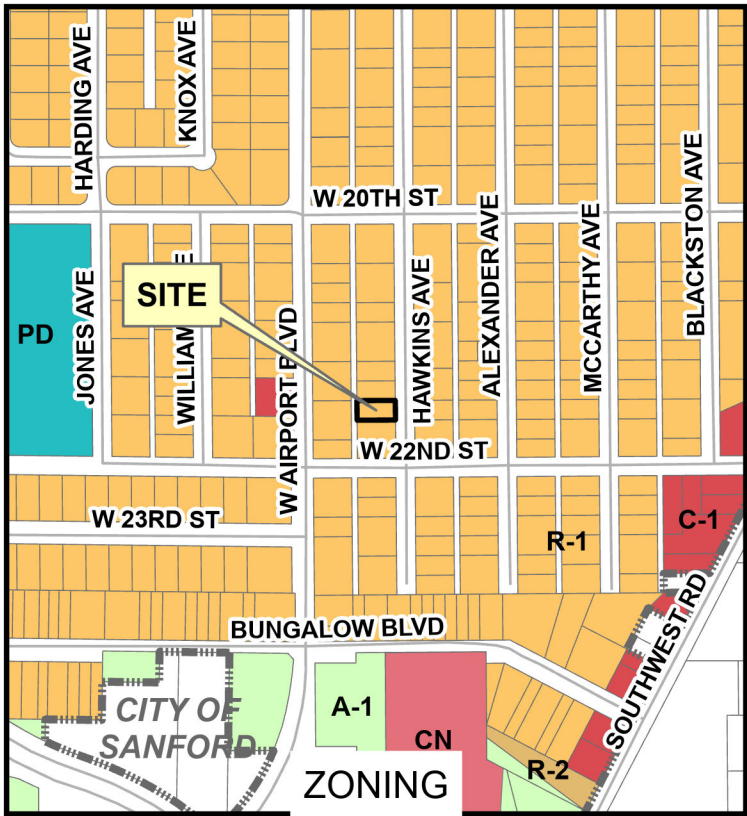 HARDING AVE
KNOX AVE
W 20TH ST
BLACKSTON AVE
ALEXANDER AVE
MCCARTHY AVE
HAWKINS AVE
SITE
WILLIAM
E
W AIRPORT BLVD
JONES AVE
PD
W 22ND ST
W 23RD ST
C-1
R-1
BUNGALOW BLVD
SOUTHWEST RD
CITY OF
SANFORD
A-1
CN
R-2
ZONING